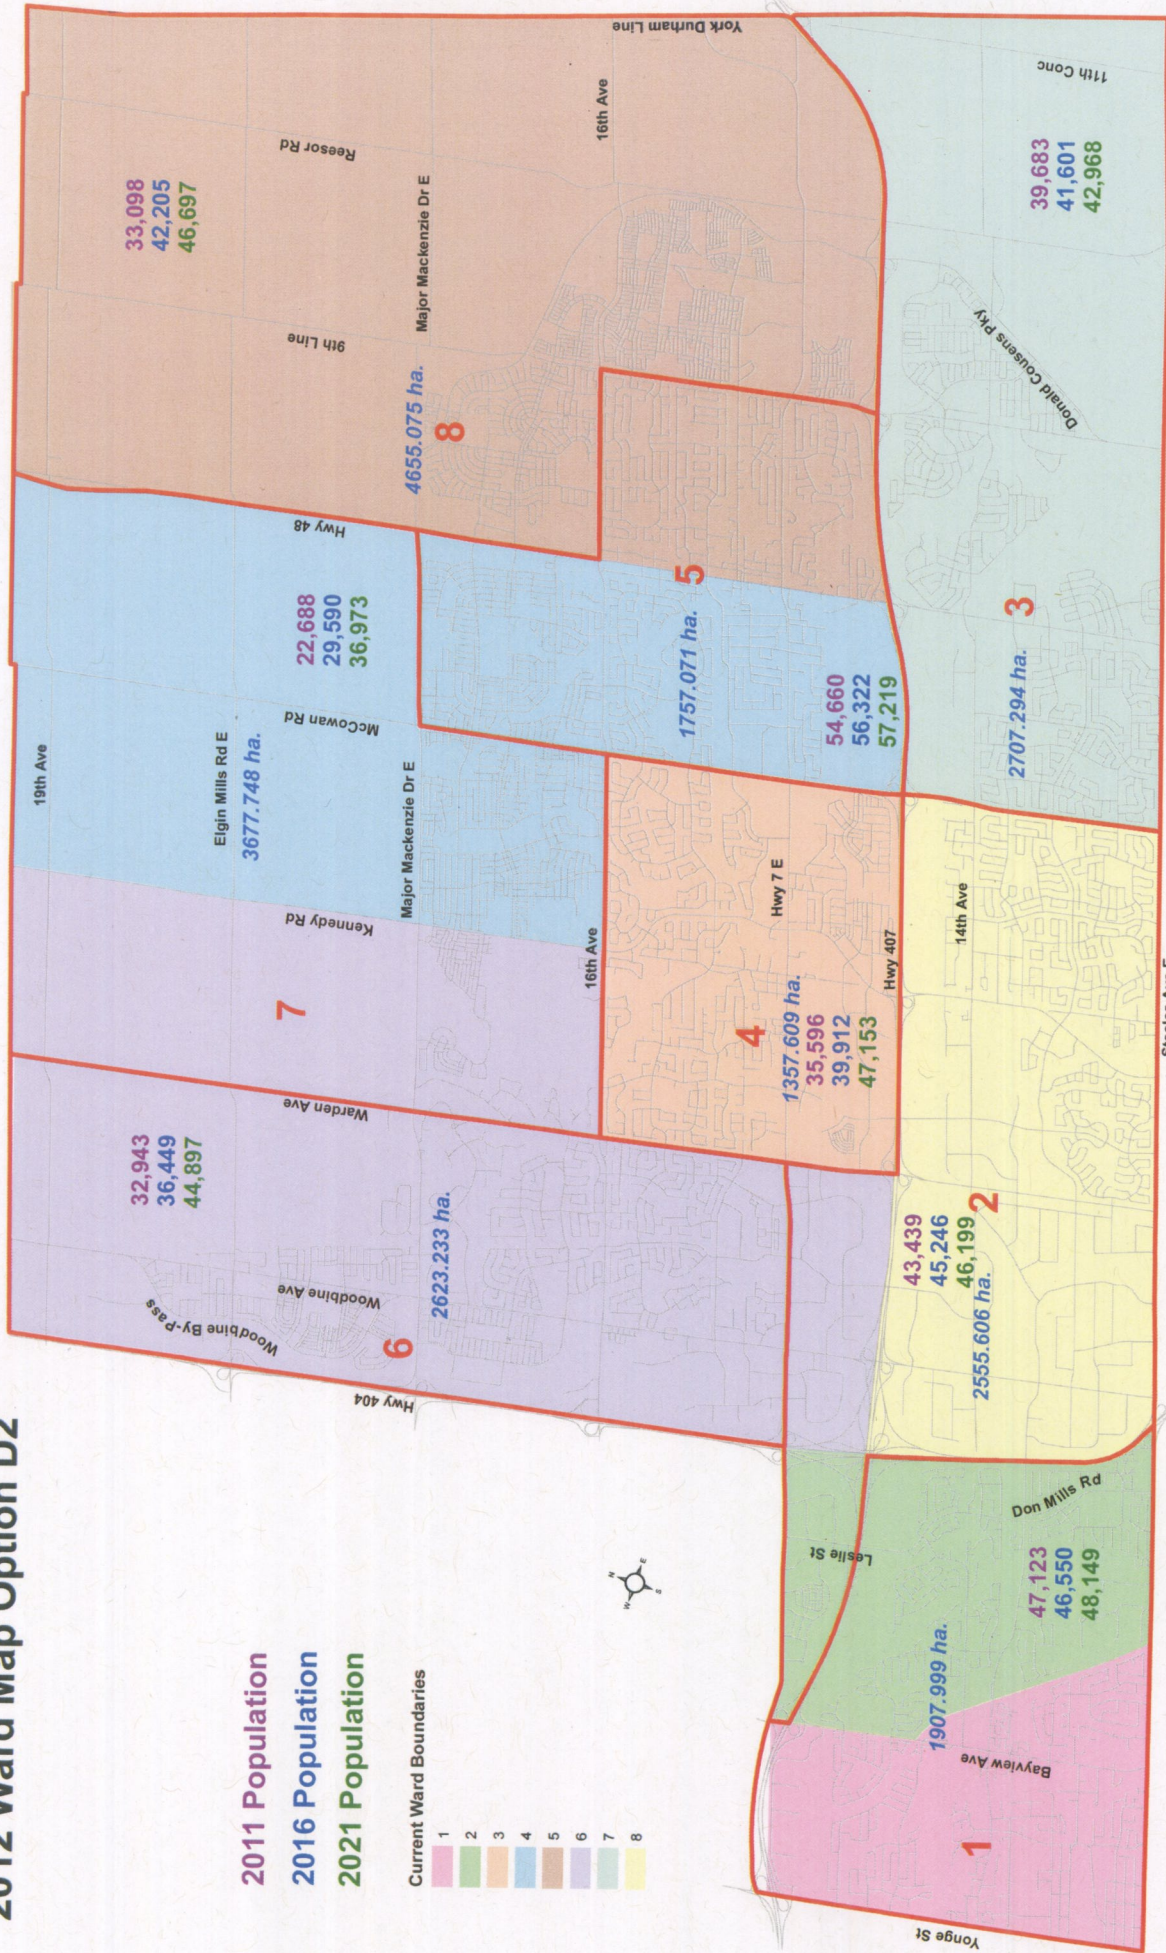 2012 Ward Map Option D2
2011 Population
2016 Population
2021 Population
Current Ward Boundaries
1
2
3
4
5
6
7
8
N
E
S
W
19th Ave
Elgin Mills Rd E
Major Mackenzie Dr E
Major Mackenzie Dr E
16th Ave
16th Ave
Hwy 7 E
Hwy 407
14th Ave
Steeles Ave E
Yonge St
Bayview Ave
Leslie St
Don Mills Rd
Hwy 404
Woodbine By-Pass
Woodbine Ave
Warden Ave
Kennedy Rd
McCowan Rd
Hwy 48
9th Line
Reesor Rd
York Durham Line
11th Conc
Donald Cousens Pky
6
32,943
36,449
44,897
2623.233 ha.
7
3677.748 ha.
22,688
29,590
36,973
8
4655.075 ha.
33,098
42,205
46,697
4
1357.609 ha.
35,596
39,912
47,153
5
1757.071 ha.
54,660
56,322
57,219
1
1907.999 ha.
47,123
46,550
48,149
2
43,439
45,246
46,199
2555.606 ha.
3
2707.294 ha.
39,683
41,601
42,968